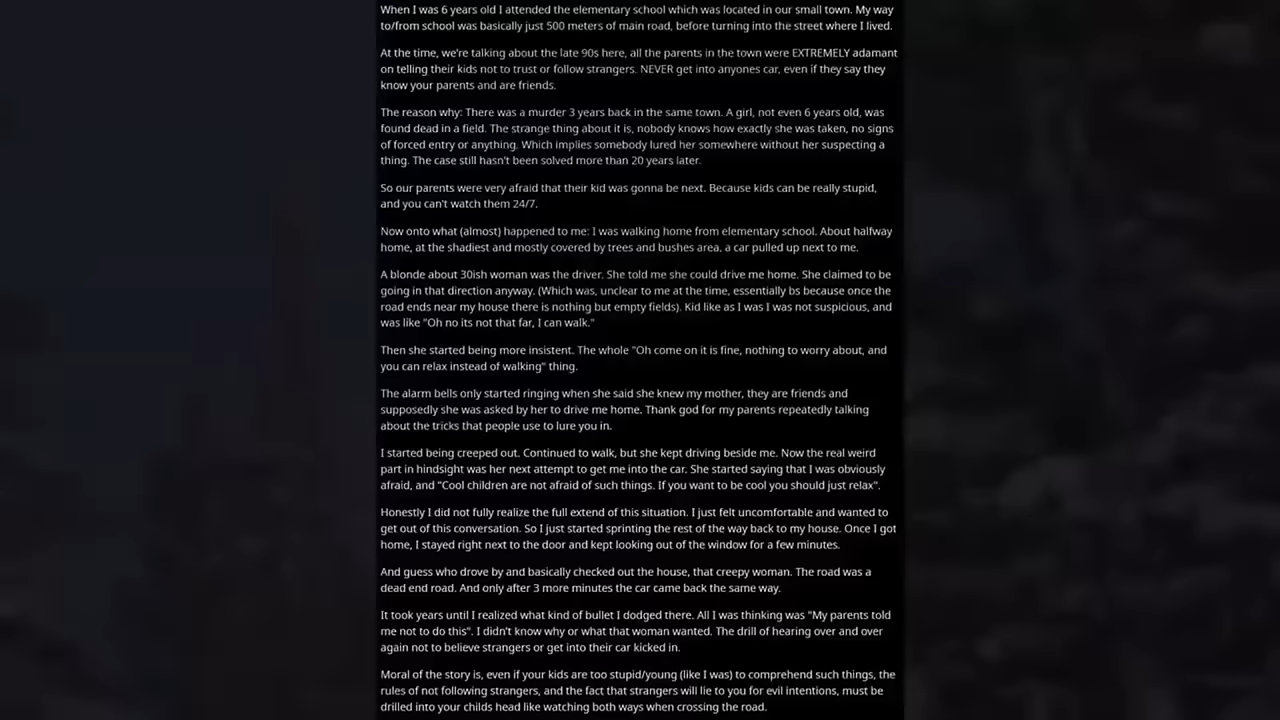 When I was 6 years old I attended the elementary school which was located in our small town. My way
to/from school was basically just 500 meters of main road, before turning into the street where I lived.
At the time, we're talking about the late 90s here, all the parents in the town were EXTREMELY adamant
on telling their kids not to trust or follow strangers. NEVER get into anyones car, even if they say they
know your parents and are friends.
The reason why: There was a murder 3 years back in the same town. A girl, not even 6 years old, was
found dead in a field. The strange thing about it is, nobody knows how exactly she was taken, no signs
of forced entry or anything. Which implies somebody lured her somewhere without her suspecting a
thing. The case still hasn't been solved more than 20 years later.
So our parents were very afraid that their kid was gonna be next. Because kids can be really stupid,
and you can't watch them 24/7.
Now onto what (almost) happened to me: I was walking home from elementary school. About halfway
home, at the shadiest and mostly covered by trees and bushes area, a car pulled up next to me.
A blonde about 30ish woman was the driver. She told me she could drive me home. She claimed to be
going in that direction anyway. (Which was, unclear to me at the time, essentially bs because once the
road ends near my house there is nothing but empty fields). Kid like as I was I was not suspicious, and
was like "Oh no its not that far, I can walk."
Then she started being more insistent. The whole "Oh come on it is fine, nothing to worry about, and
you can relax instead of walking" thing.
The alarm bells only started ringing when she said she knew my mother, they are friends and
supposedly she was asked by her to drive me home. Thank god for my parents repeatedly talking
about the tricks that people use to lure you in.
I started being creeped out. Continued to walk, but she kept driving beside me. Now the real weird
part in hindsight was her next attempt to get me into the car. She started saying that I was obviously
afraid, and "Cool children are not afraid of such things. If you want to be cool you should just relax".
Honestly I did not fully realize the full extend of this situation. I just felt uncomfortable and wanted to
get out of this conversation. So I just started sprinting the rest of the way back to my house. Once I got
home, I stayed right next to the door and kept looking out of the window for a few minutes.
And guess who drove by and basically checked out the house, that creepy woman. The road was a
dead end road. And only after 3 more minutes the car came back the same way.
It took years until I realized what kind of bullet I dodged there. All I was thinking was "My parents told
me not to do this". I didn't know why or what that woman wanted. The drill of hearing over and over
again not to believe strangers or get into their car kicked in.
Moral of the story is, even if your kids are too stupid/young (like I was) to comprehend such things, the
rules of not following strangers, and the fact that strangers will lie to you for evil intentions, must be
drilled into your childs head like watching both ways when crossing the road.